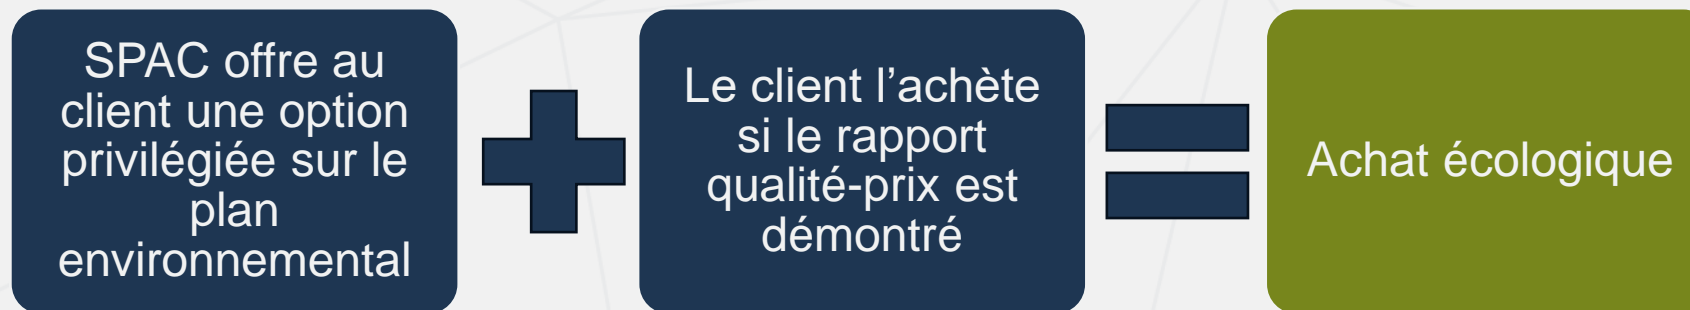 SPAC offre au
client une option
privilégiée sur le
plan
environnemental
Le client l’achète
si le rapport
qualité-prix est
démontré
Achat écologique